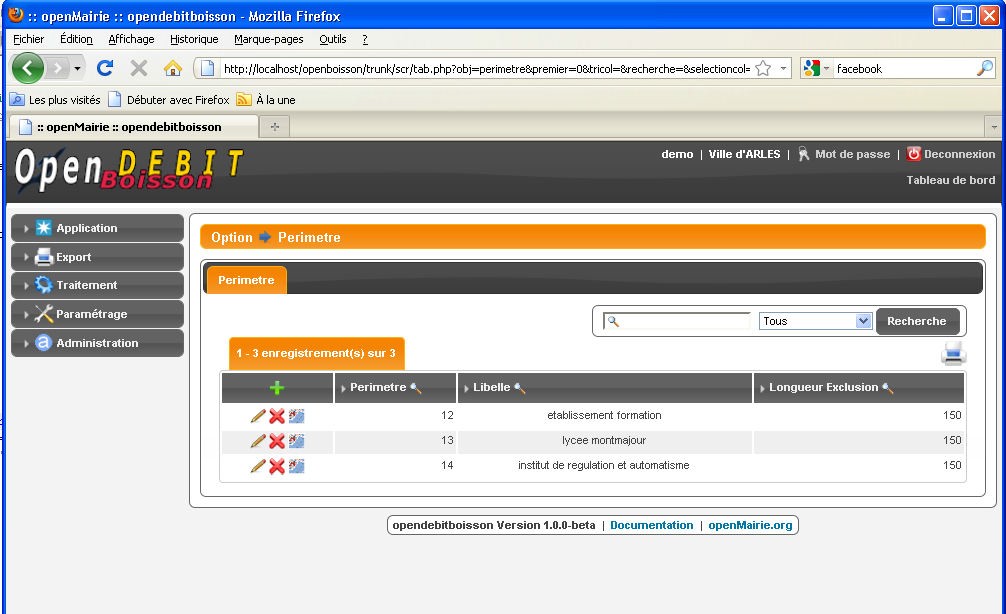 :: openMairie :: opendebitboisson - Mozilla Firefox
Fichier Édition Affichage Historique Marque-pages Outils ?
http://localhost/openboisson/trunk/scr/tab.php?obj=perimetre&premier=0&tricol=&recherche=&selectioncol= facebook
Les plus visités Débuter avec Firefox À la une
:: openMairie :: opendebitboisson
Open DEBIT Boisson
demo | Ville d'ARLES | Mot de passe | Deconnexion
Tableau de bord
Application
Export
Traitement
Paramétrage
Administration
Option Perimetre
Perimetre
Tous Recherche
1 - 3 enregistrement(s) sur 3
Perimetre Libelle Longueur Exclusion
12 etablissement formation 150
13 lycee montmajour 150
14 institut de regulation et automatisme 150
opendebitboisson Version 1.0.0-beta | Documentation | openMairie.org